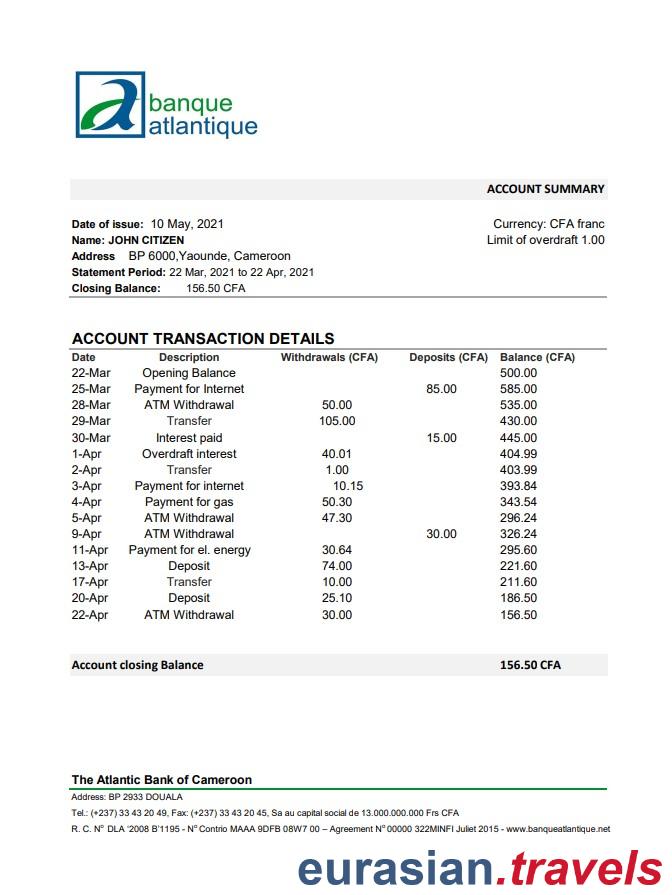 a banque
atlantique
ACCOUNT SUMMARY
Date of issue: 10 May, 2021 Currency: CFA franc
Name: JOHN CITIZEN Limit of overdraft 1.00
Address BP 6000,Yaounde, Cameroon
Statement Period: 22 Mar, 2021 to 22 Apr, 2021
Closing Balance: 156.50 CFA
ACCOUNT TRANSACTION DETAILS
Date Description Withdrawals (CFA) Deposits (CFA) Balance (CFA)
22-Mar Opening Balance 500.00
25-Mar Payment for Internet 85.00 585.00
28-Mar ATM Withdrawal 50.00 535.00
29-Mar Transfer 105.00 430.00
30-Mar Interest paid 15.00 445.00
1-Apr Overdraft interest 40.01 404.99
2-Apr Transfer 1.00 403.99
3-Apr Payment for internet 10.15 393.84
4-Apr Payment for gas 50.30 343.54
5-Apr ATM Withdrawal 47.30 296.24
9-Apr ATM Withdrawal 30.00 326.24
11-Apr Payment for el. energy 30.64 295.60
13-Apr Deposit 74.00 221.60
17-Apr Transfer 10.00 211.60
20-Apr Deposit 25.10 186.50
22-Apr ATM Withdrawal 30.00 156.50
Account closing Balance 156.50 CFA
The Atlantic Bank of Cameroon
Address: BP 2933 DOUALA
Tel.: (+237) 33 43 20 49, Fax: (+237) 33 43 20 45, Sa au capital social de 13.000.000.000 Frs CFA
R. C. N° DLA '2008 B'1195 - N° Contrio MAAA 9DFB 08W7 00 – Agreement N° 00000 322MINFI Juliet 2015 - www.banqueatlantique.net
eurasian.travels